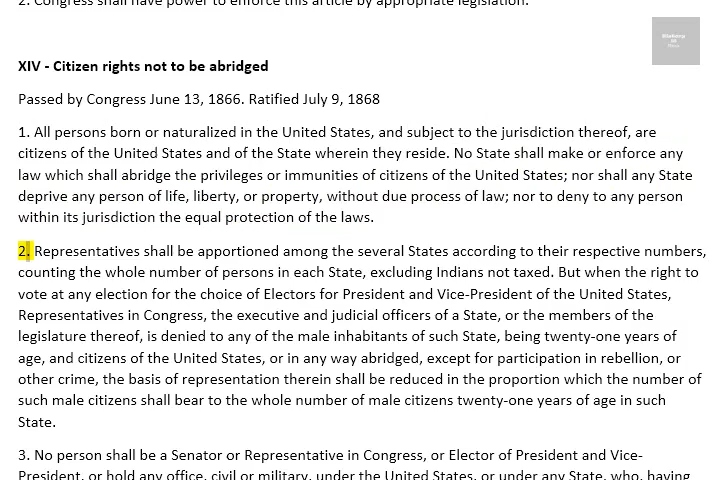 2. Congress shall have power to enforce this article by appropriate legislation.
XIV - Citizen rights not to be abridged
Passed by Congress June 13, 1866. Ratified July 9, 1868
1. All persons born or naturalized in the United States, and subject to the jurisdiction thereof, are
citizens of the United States and of the State wherein they reside. No State shall make or enforce any
law which shall abridge the privileges or immunities of citizens of the United States; nor shall any State
deprive any person of life, liberty, or property, without due process of law; nor to deny to any person
within its jurisdiction the equal protection of the laws.
2. Representatives shall be apportioned among the several States according to their respective numbers,
counting the whole number of persons in each State, excluding Indians not taxed. But when the right to
vote at any election for the choice of Electors for President and Vice-President of the United States,
Representatives in Congress, the executive and judicial officers of a State, or the members of the
legislature thereof, is denied to any of the male inhabitants of such State, being twenty-one years of
age, and citizens of the United States, or in any way abridged, except for participation in rebellion, or
other crime, the basis of representation therein shall be reduced in the proportion which the number of
such male citizens shall bear to the whole number of male citizens twenty-one years of age in such
State.
3. No person shall be a Senator or Representative in Congress, or Elector of President and Vice-
President, or hold any office, civil or military, under the United States, or under any State, who, having